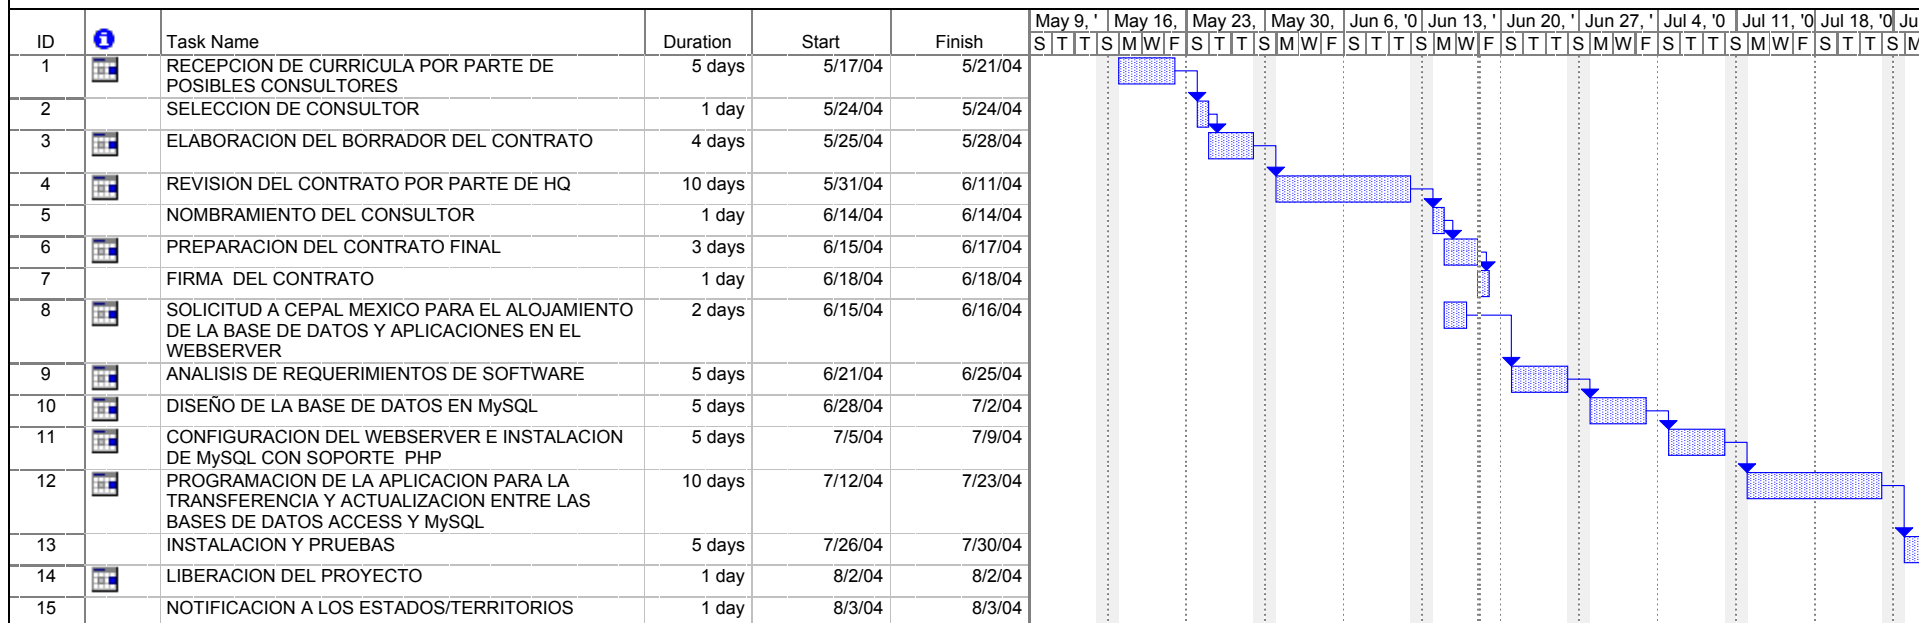 May 9, ' May 16, May 23, May 30, Jun 6, '0 Jun 13, ' Jun 20, ' Jun 27, ' Jul 4, '0 Jul 11, '0 Jul 18, '0 Ju
ID Task Name Duration Start Finish S T T S M W F S T T S M W F S T T S M W F S T T S M W F S T T S M W F S T T S M
1 RECEPCION DE CURRICULA POR PARTE DE 5 days 5/17/04 5/21/04
POSIBLES CONSULTORES
2 SELECCION DE CONSULTOR 1 day 5/24/04 5/24/04
3 ELABORACION DEL BORRADOR DEL CONTRATO 4 days 5/25/04 5/28/04
4 REVISION DEL CONTRATO POR PARTE DE HQ 10 days 5/31/04 6/11/04
5 NOMBRAMIENTO DEL CONSULTOR 1 day 6/14/04 6/14/04
6 PREPARACION DEL CONTRATO FINAL 3 days 6/15/04 6/17/04
7 FIRMA DEL CONTRATO 1 day 6/18/04 6/18/04
8 SOLICITUD A CEPAL MEXICO PARA EL ALOJAMIENTO 2 days 6/15/04 6/16/04
DE LA BASE DE DATOS Y APLICACIONES EN EL
WEBSERVER
9 ANALISIS DE REQUERIMIENTOS DE SOFTWARE 5 days 6/21/04 6/25/04
10 DISEÑO DE LA BASE DE DATOS EN MySQL 5 days 6/28/04 7/2/04
11 CONFIGURACION DEL WEBSERVER E INSTALACION 5 days 7/5/04 7/9/04
DE MySQL CON SOPORTE PHP
12 PROGRAMACION DE LA APLICACION PARA LA 10 days 7/12/04 7/23/04
TRANSFERENCIA Y ACTUALIZACION ENTRE LAS
BASES DE DATOS ACCESS Y MySQL
13 INSTALACION Y PRUEBAS 5 days 7/26/04 7/30/04
14 LIBERACION DEL PROYECTO 1 day 8/2/04 8/2/04
15 NOTIFICACION A LOS ESTADOS/TERRITORIOS 1 day 8/3/04 8/3/04